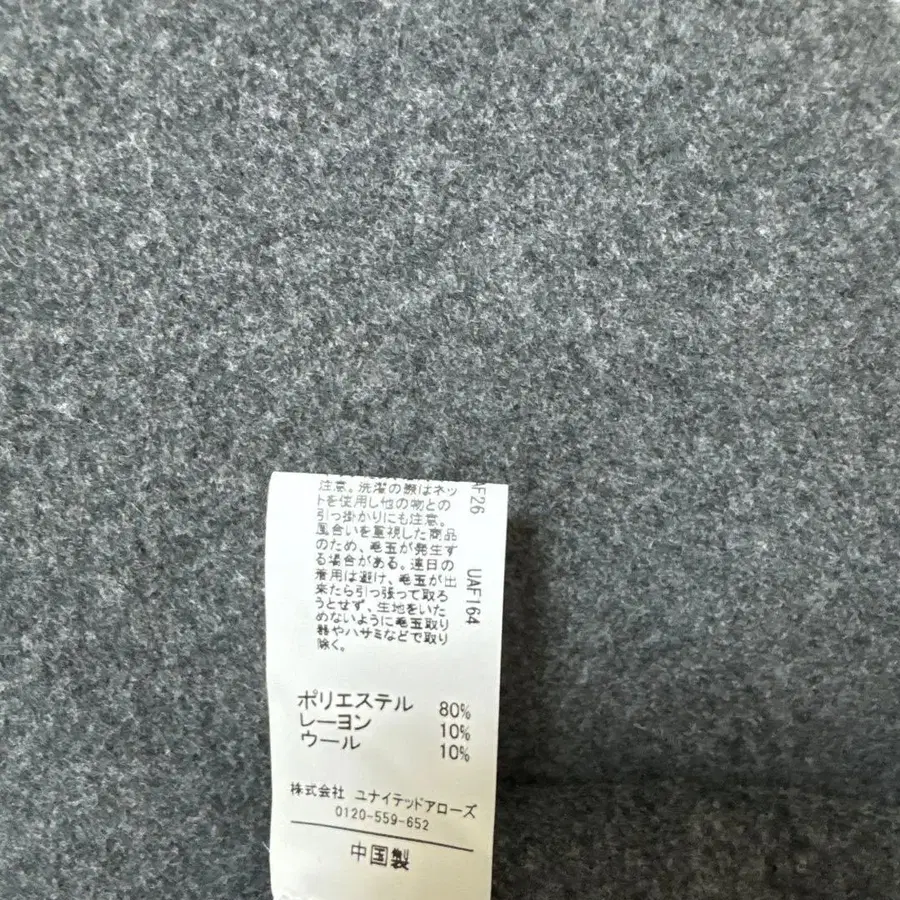 注意。洗濯の際はネッ
トを使用し他の物との
引っ掛かりにも注意。
風合いを重視した商品
のため、毛玉が発生す
る場合がある。連日の
着用は避け、毛玉が出
来たら引っ張って取ろ
うとせず、生地をいた
めないように毛玉取り
器やハサミなどで取り
除く。
AF26 UAF164
ポリエステル 80%
レーヨン 10%
ウール 10%
株式会社 ユナイテッドアローズ
0120-559-652
中国製